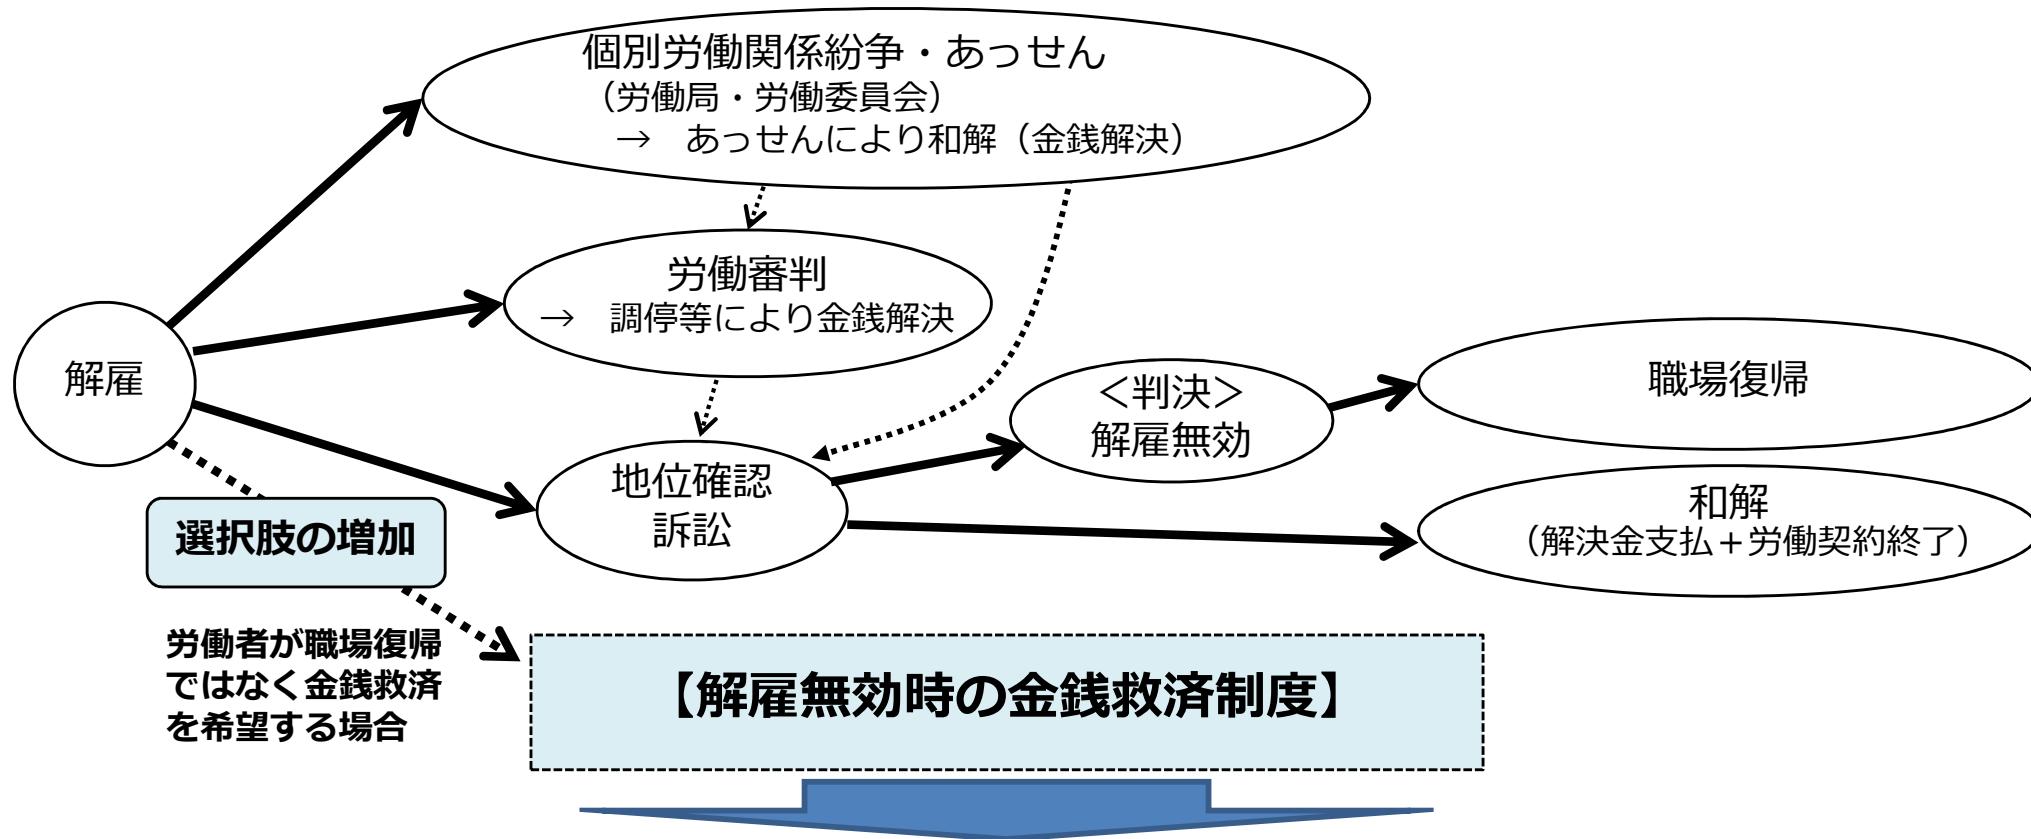 個別労働関係紛争・あっせん
（労働局・労働委員会）
→　あっせんにより和解（金銭解決）
労働審判
→　調停等により金銭解決
解雇
＜判決＞
解雇無効
職場復帰
地位確認
訴訟
和解
（解決金支払＋労働契約終了）
選択肢の増加
労働者が職場復帰
ではなく金銭救済
を希望する場合
【解雇無効時の金銭救済制度】